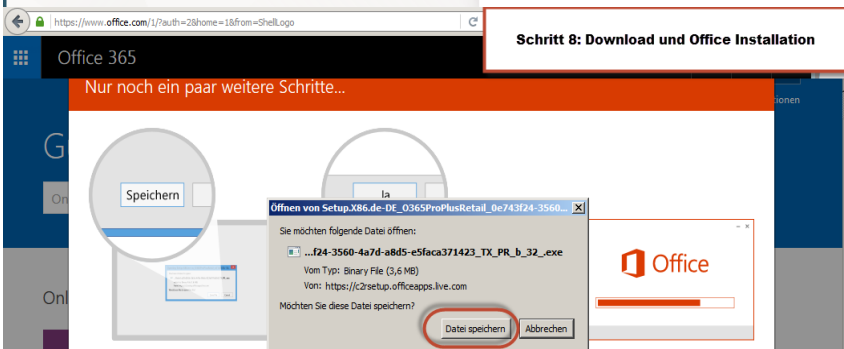 https://www.office.com/1/?auth=2&home=1&from=ShellLogo
Schritt 8: Download und Office Installation
Office 365
Nur noch ein paar weitere Schritte...
ionen
G
On
Speichern
Ja
Öffnen von Setup.X86.de-DE_O365ProPlusRetail_0e743f24-3560...
Sie möchten folgende Datei öffnen:
...f24-3560-4a7d-a8d5-e5faca371423_TX_PR_b_32_.exe
Vom Typ: Binary File (3,6 MB)
Von: https://c2rsetup.officeapps.live.com
Möchten Sie diese Datei speichern?
Datei speichern
Abbrechen
Office
Onl